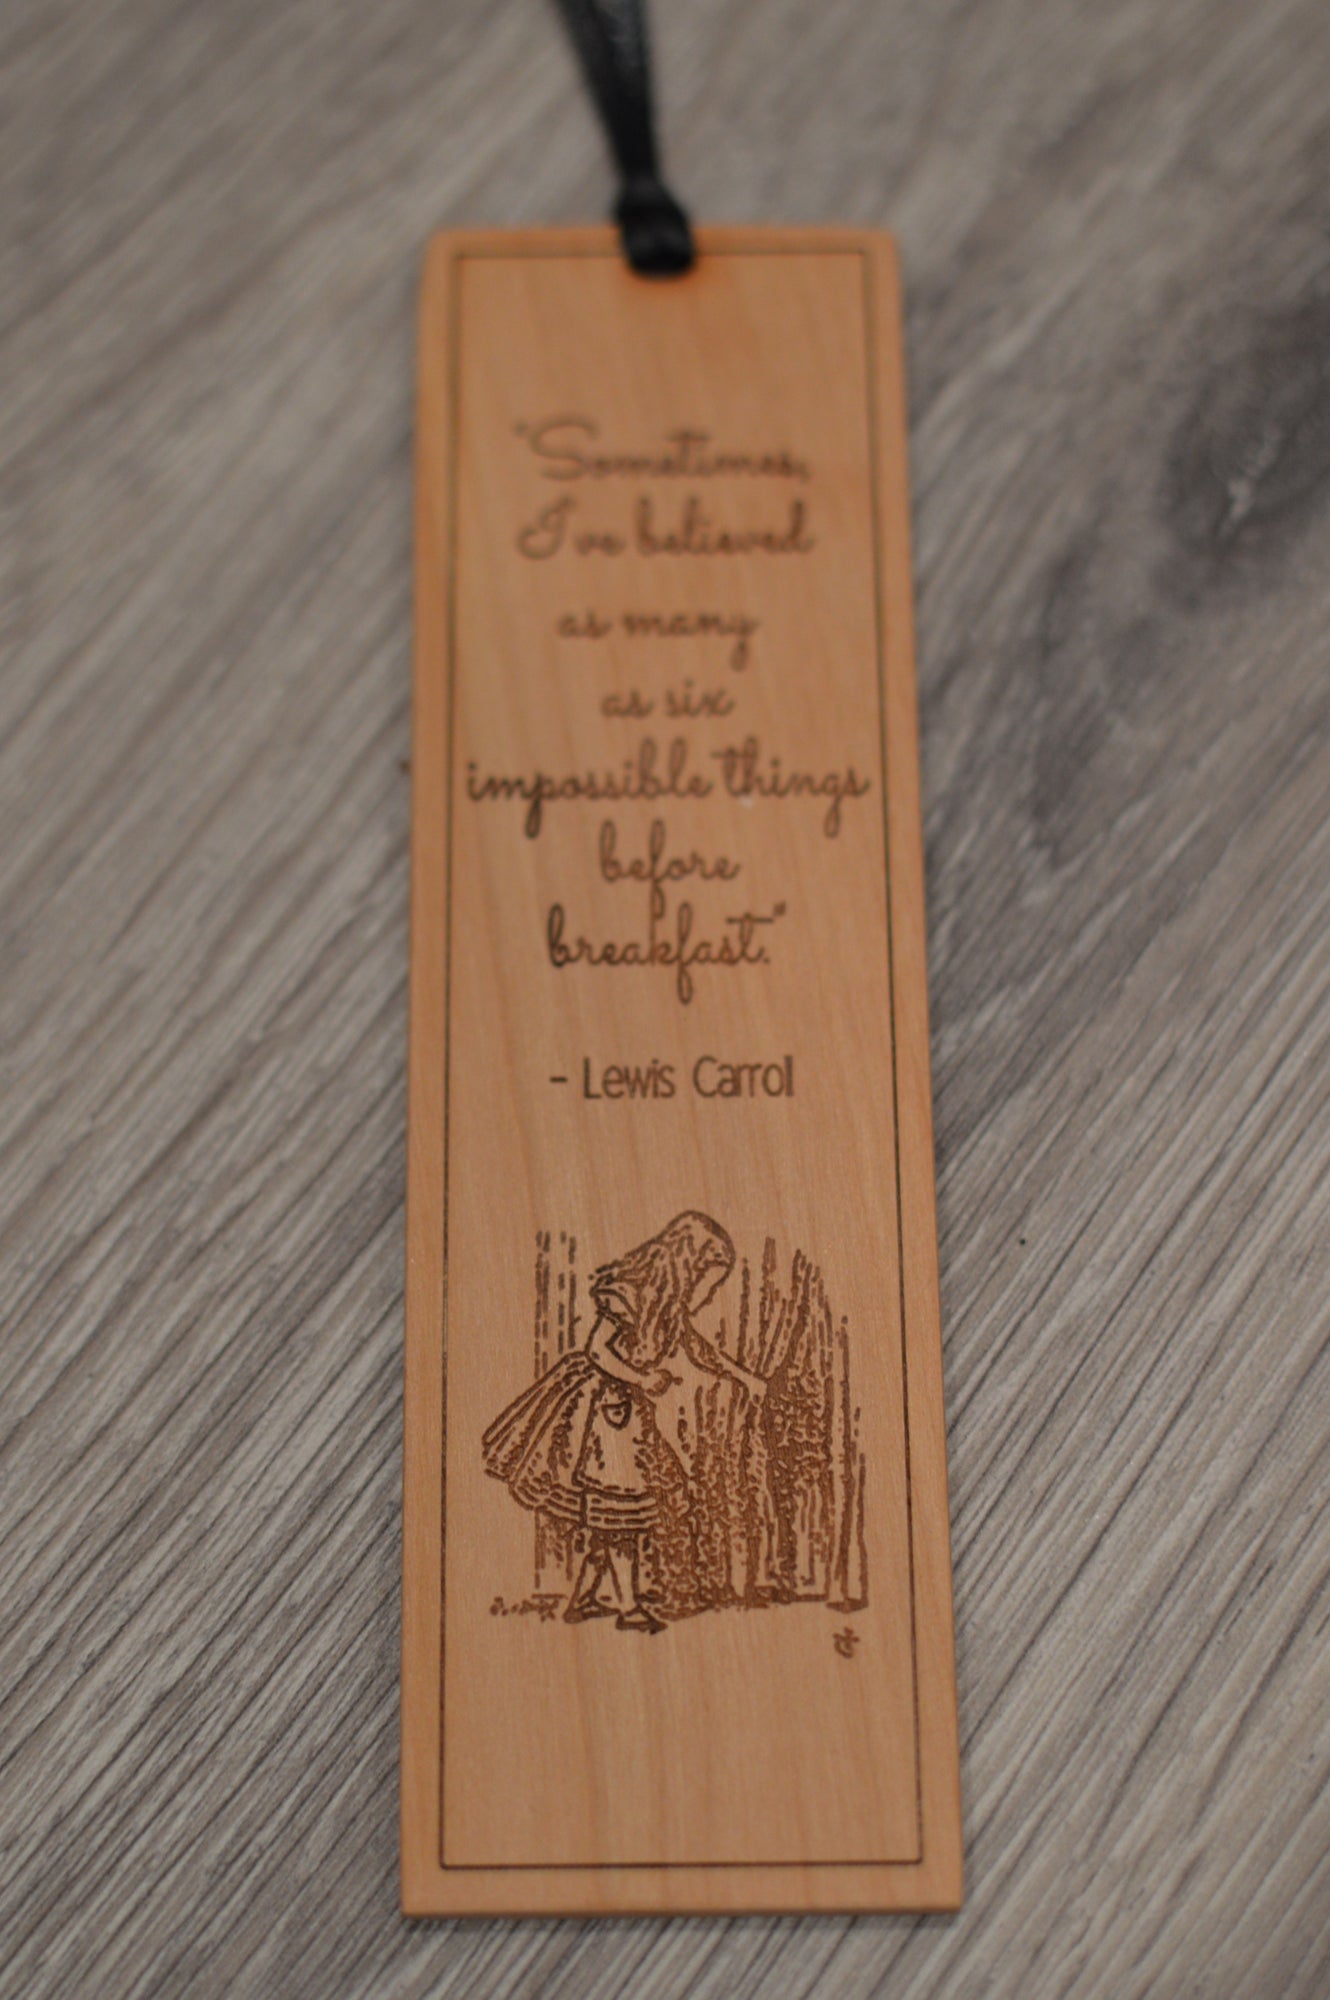 "Sometimes,
I've believed
as many
as six
impossible things
before
breakfast."
- Lewis Carroll